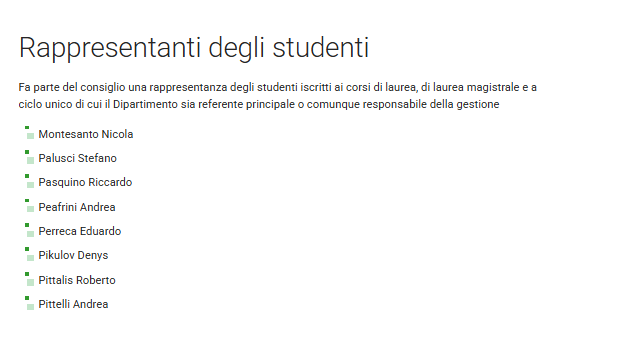 Rappresentanti degli studenti
Fa parte del consiglio una rappresentanza degli studenti iscritti ai corsi di laurea, di laurea magistrale e a
ciclo unico di cui il Dipartimento sia referente principale o comunque responsabile della gestione
Montesanto Nicola
Palusci Stefano
Pasquino Riccardo
Peafrini Andrea
Perreca Eduardo
Pikulov Denys
Pittalis Roberto
Pittelli Andrea